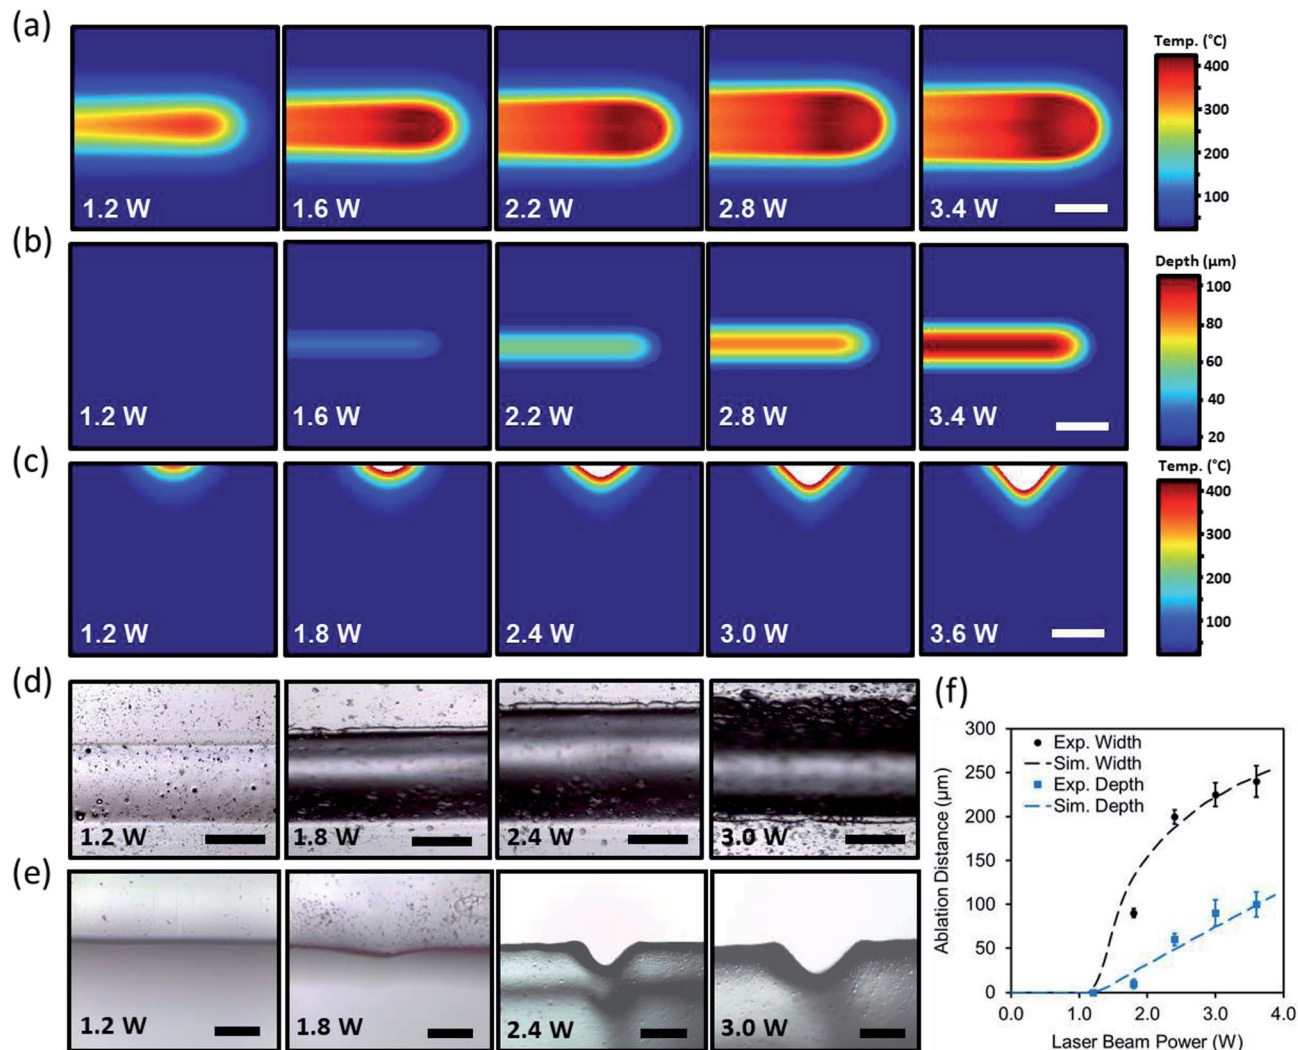 (a)
1.2 W
1.6 W
2.2 W
2.8 W
3.4 W
Temp. (°C)
400
300
200
100
(b)
1.2 W
1.6 W
2.2 W
2.8 W
3.4 W
Depth (μm)
100
80
60
40
20
(c)
1.2 W
1.8 W
2.4 W
3.0 W
3.6 W
Temp. (°C)
400
300
200
100
(d)
1.2 W
1.8 W
2.4 W
3.0 W
(e)
1.2 W
1.8 W
2.4 W
3.0 W
(f)
Ablation Distance (μm)
300
250
200
150
100
50
0
Exp. Width
Sim. Width
Exp. Depth
Sim. Depth
0.0 1.0 2.0 3.0 4.0
Laser Beam Power (W)